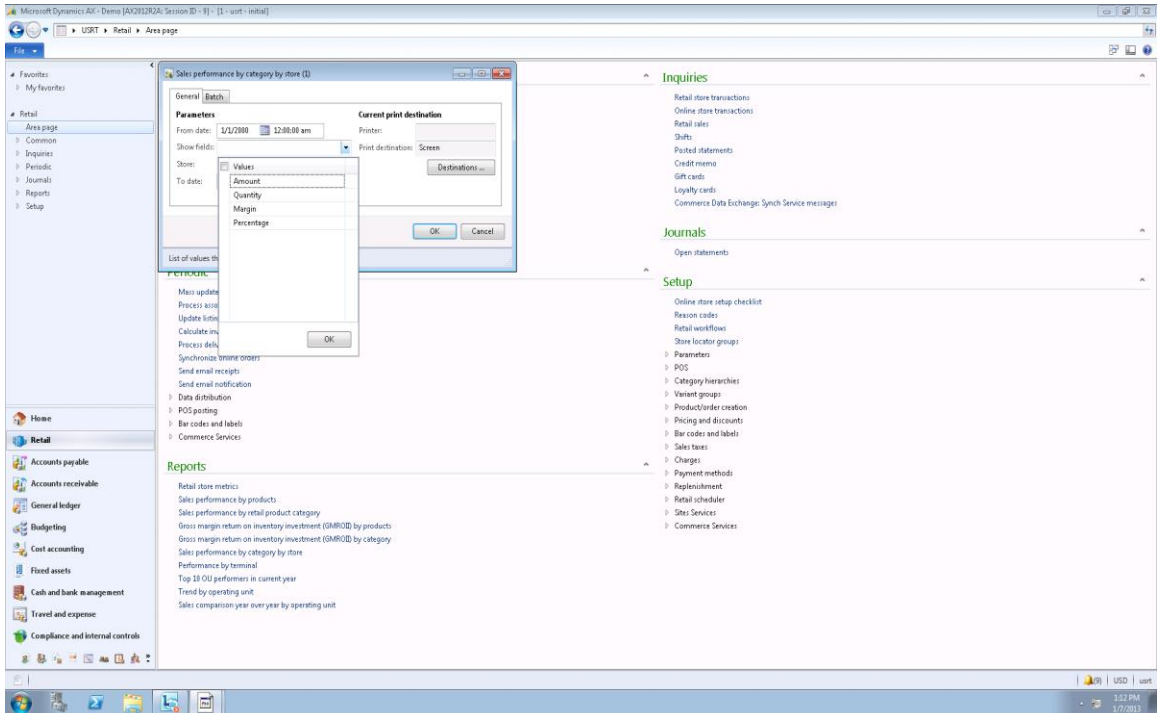 Microsoft Dynamics AX - Demo [AX2012R2A: Session ID - 9] - [1 - usrt - initial]
USRT Retail Area page
File
Favorites
My favorites
Retail
Area page
Common
Inquiries
Periodic
Journals
Reports
Setup
Home
Retail
Accounts payable
Accounts receivable
General ledger
Budgeting
Cost accounting
Fixed assets
Cash and bank management
Travel and expense
Compliance and internal controls
Sales performance by category by store (1)
General Batch
Parameters Current print destination
From date: 1/1/2000 12:00:00 am Printer:
Show fields: Print destination: Screen
Store: Destinations ...
To date:
OK Cancel
List of values th
Values
Amount
Quantity
Margin
Percentage
OK
Periodic
Mass update
Process asso
Update listin
Calculate inv
Process deliv
Synchronize online orders
Send email receipts
Send email notification
Data distribution
POS posting
Bar codes and labels
Commerce Services
Reports
Retail store metrics
Sales performance by products
Sales performance by retail product category
Gross margin return on inventory investment (GMROII) by products
Gross margin return on inventory investment (GMROII) by category
Sales performance by category by store
Performance by terminal
Top 10 OU performers in current year
Trend by operating unit
Sales comparison year over year by operating unit
Inquiries
Retail store transactions
Online store transactions
Retail sales
Shifts
Posted statements
Credit memo
Gift cards
Loyalty cards
Commerce Data Exchange: Synch Service messages
Journals
Open statements
Setup
Online store setup checklist
Reason codes
Retail workflows
Store locator groups
Parameters
POS
Category hierarchies
Variant groups
Product/order creation
Pricing and discounts
Bar codes and labels
Sales taxes
Charges
Payment methods
Replenishment
Retail scheduler
Sites Services
Commerce Services
(9) USD usrt
1:12 PM
1/7/2013